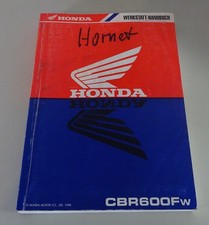 HONDA WERKSTATT-HANDBUCH
Hornet
HONDA
HONDA
CBR600FW